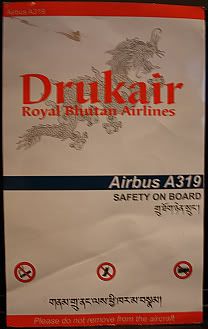 Airbus A319
Drukair
Royal Bhutan Airlines
Airbus A319
SAFETY ON BOARD
Please do not remove from the aircraft